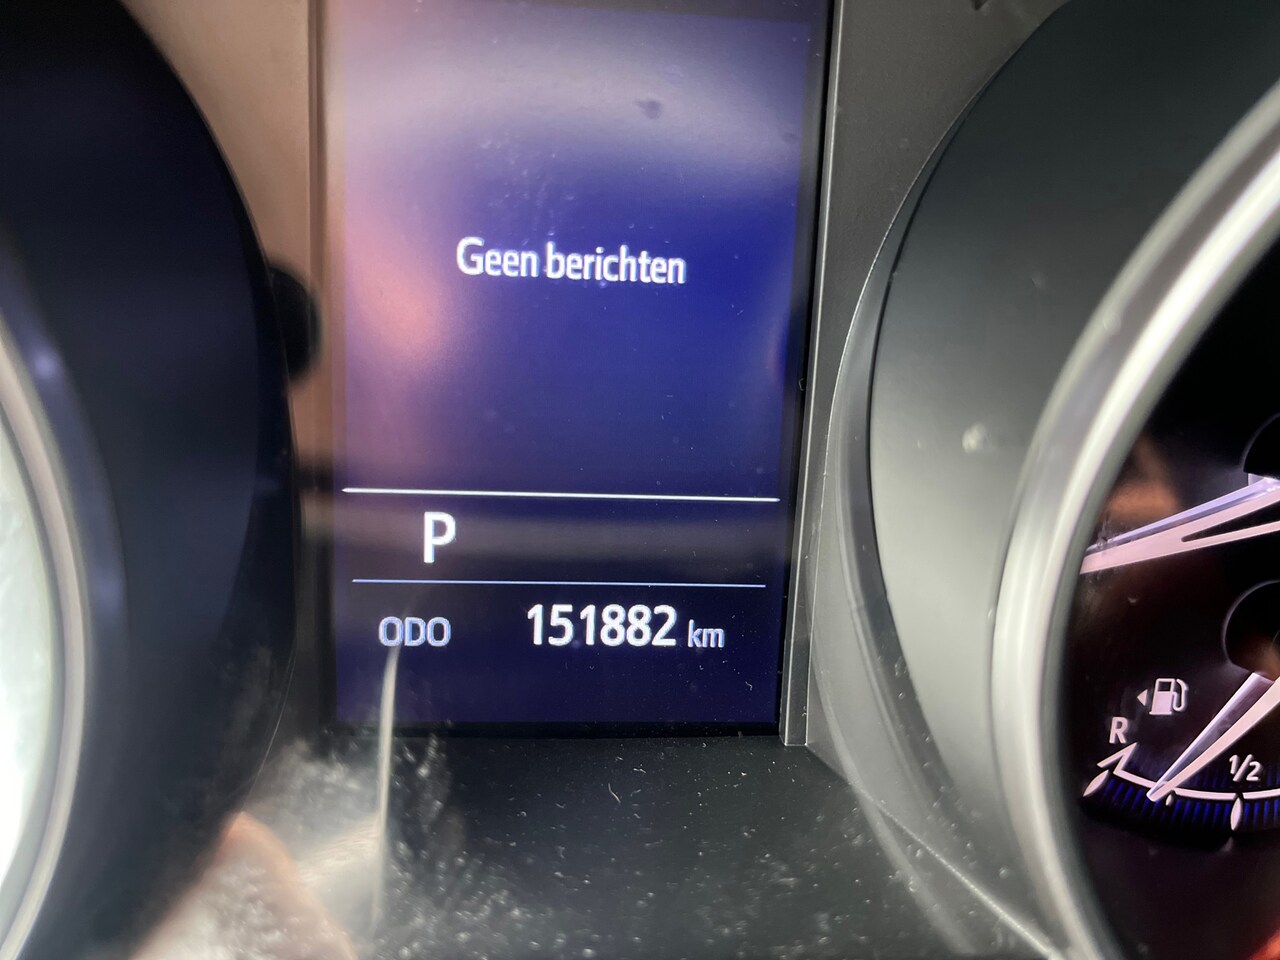 Geen berichten
P
ODO 151882 km
R
1/2